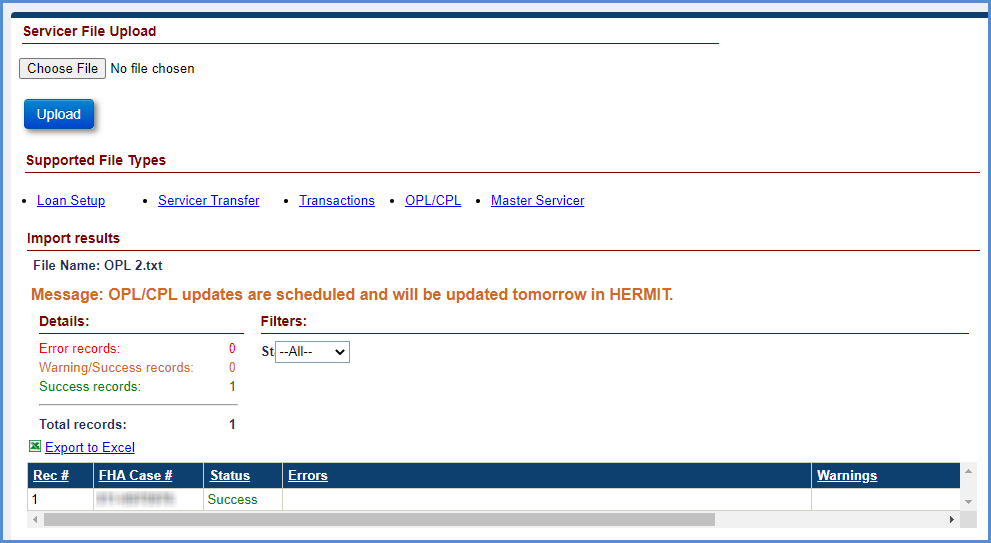 Servicer File Upload
Choose File No file chosen
Upload
Supported File Types
• Loan Setup • Servicer Transfer • Transactions • OPL/CPL • Master Servicer
Import results
File Name: OPL 2.txt
Message: OPL/CPL updates are scheduled and will be updated tomorrow in HERMIT.
Details: Filters:
Error records: 0 St --All--
Warning/Success records: 0
Success records: 1
Total records: 1
Export to Excel
Rec # FHA Case # Status Errors Warnings
1 Success